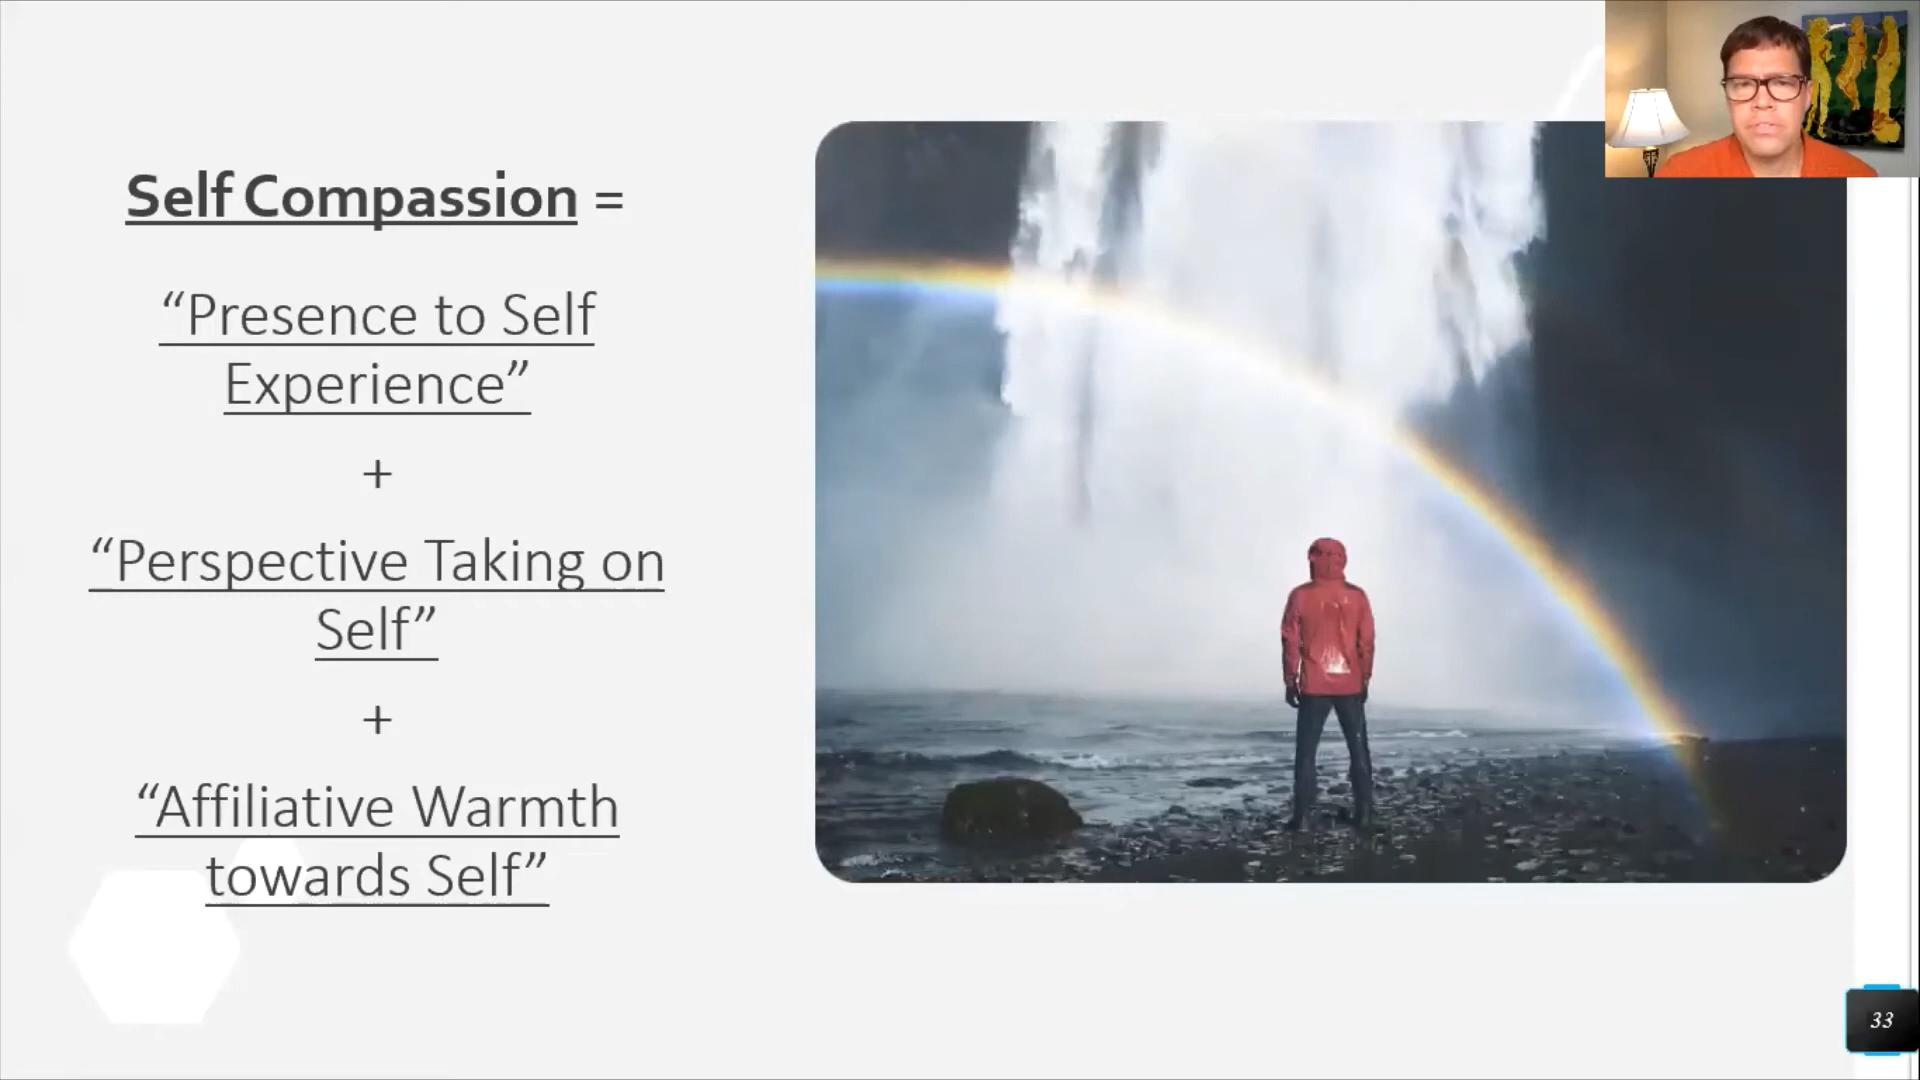 Self Compassion =
“Presence to Self
Experience”
+
“Perspective Taking on
Self”
+
“Affiliative Warmth
towards Self”
33